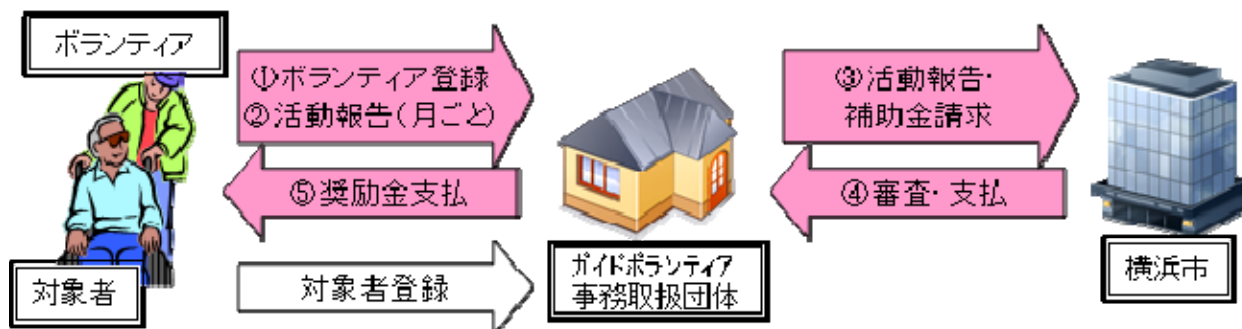 ボランティア
①ボランティア登録
②活動報告(月ごと)
③活動報告・
補助金請求
⑤奨励金支払
④審査・支払
対象者
対象者登録
ガイドボランティア
事務取扱団体
横浜市